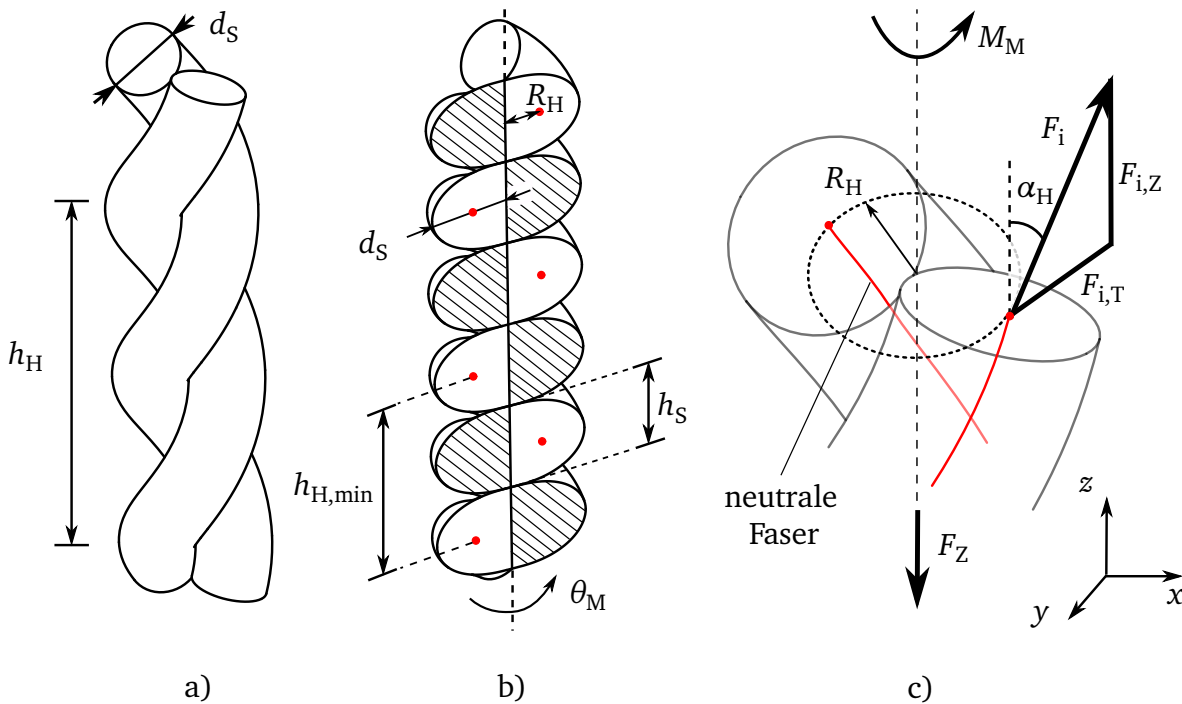 d_S
h_H
a)
R_H
d_S
h_H,min
h_S
θ_M
b)
M_M
F_i
F_i,Z
α_H
R_H
F_i,T
neutrale
Faser
F_Z
z
y
x
c)